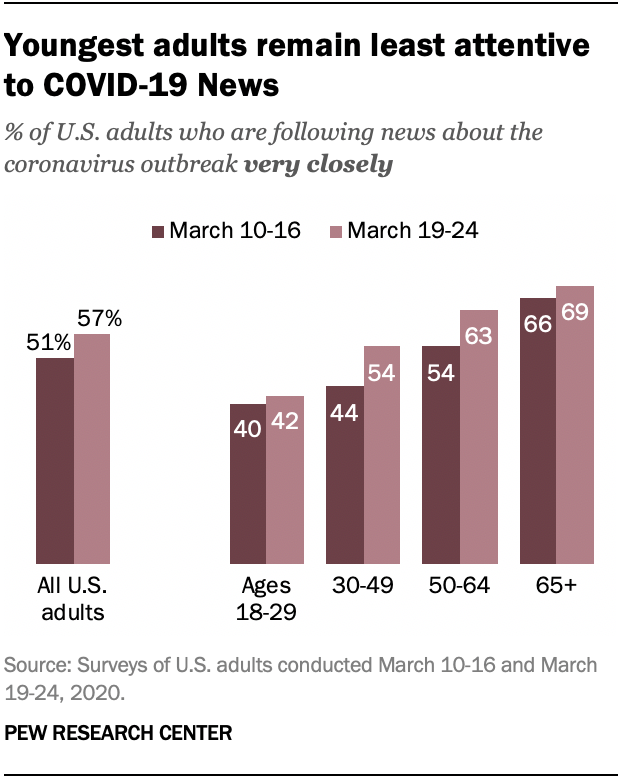 Youngest adults remain least attentive
to COVID-19 News
% of U.S. adults who are following news about the
coronavirus outbreak very closely
March 10-16 March 19-24
51% 57%
40 42 44 54 54 63 66 69
All U.S. adults
Ages 18-29
30-49
50-64
65+
Source: Surveys of U.S. adults conducted March 10-16 and March
19-24, 2020.
PEW RESEARCH CENTER